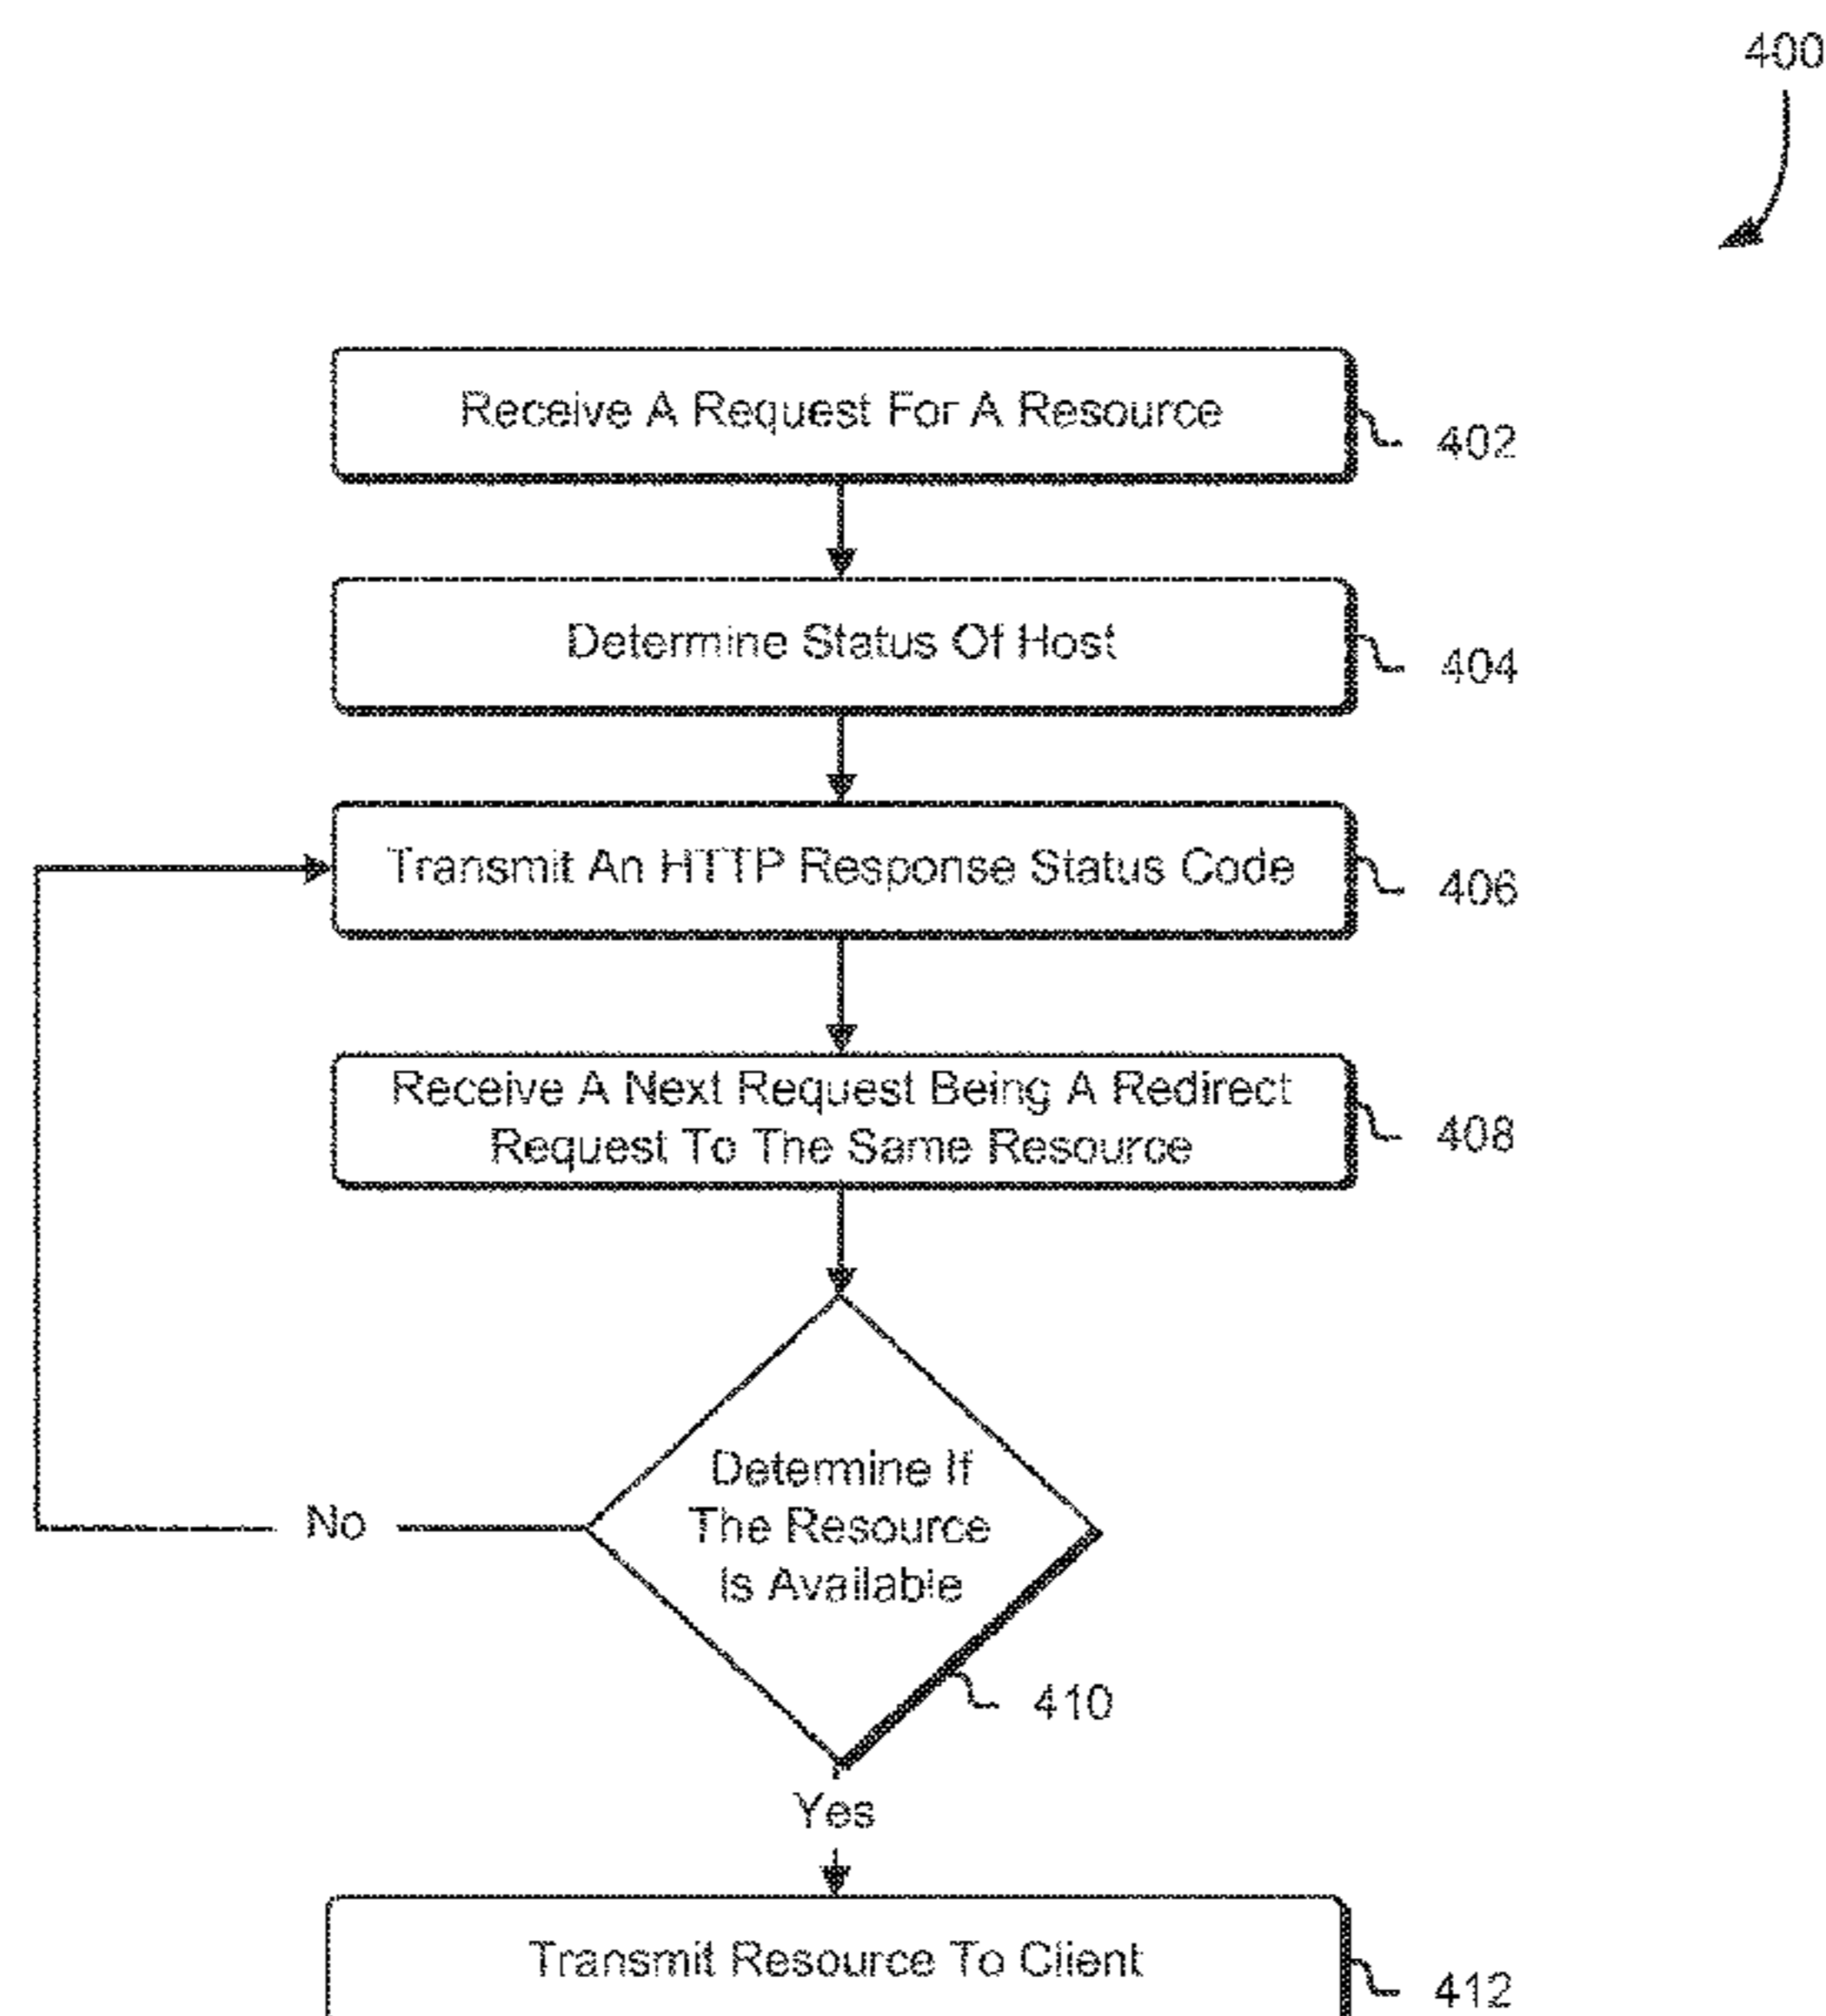 400
Receive A Request For A Resource
402
Determine Status Of Host
404
Transmit An HTTP Response Status Code
406
Receive A Next Request Being A Redirect
Request To The Same Resource
408
Determine If
The Resource
Is Available
No
410
Yes
Transmit Resource To Client
412